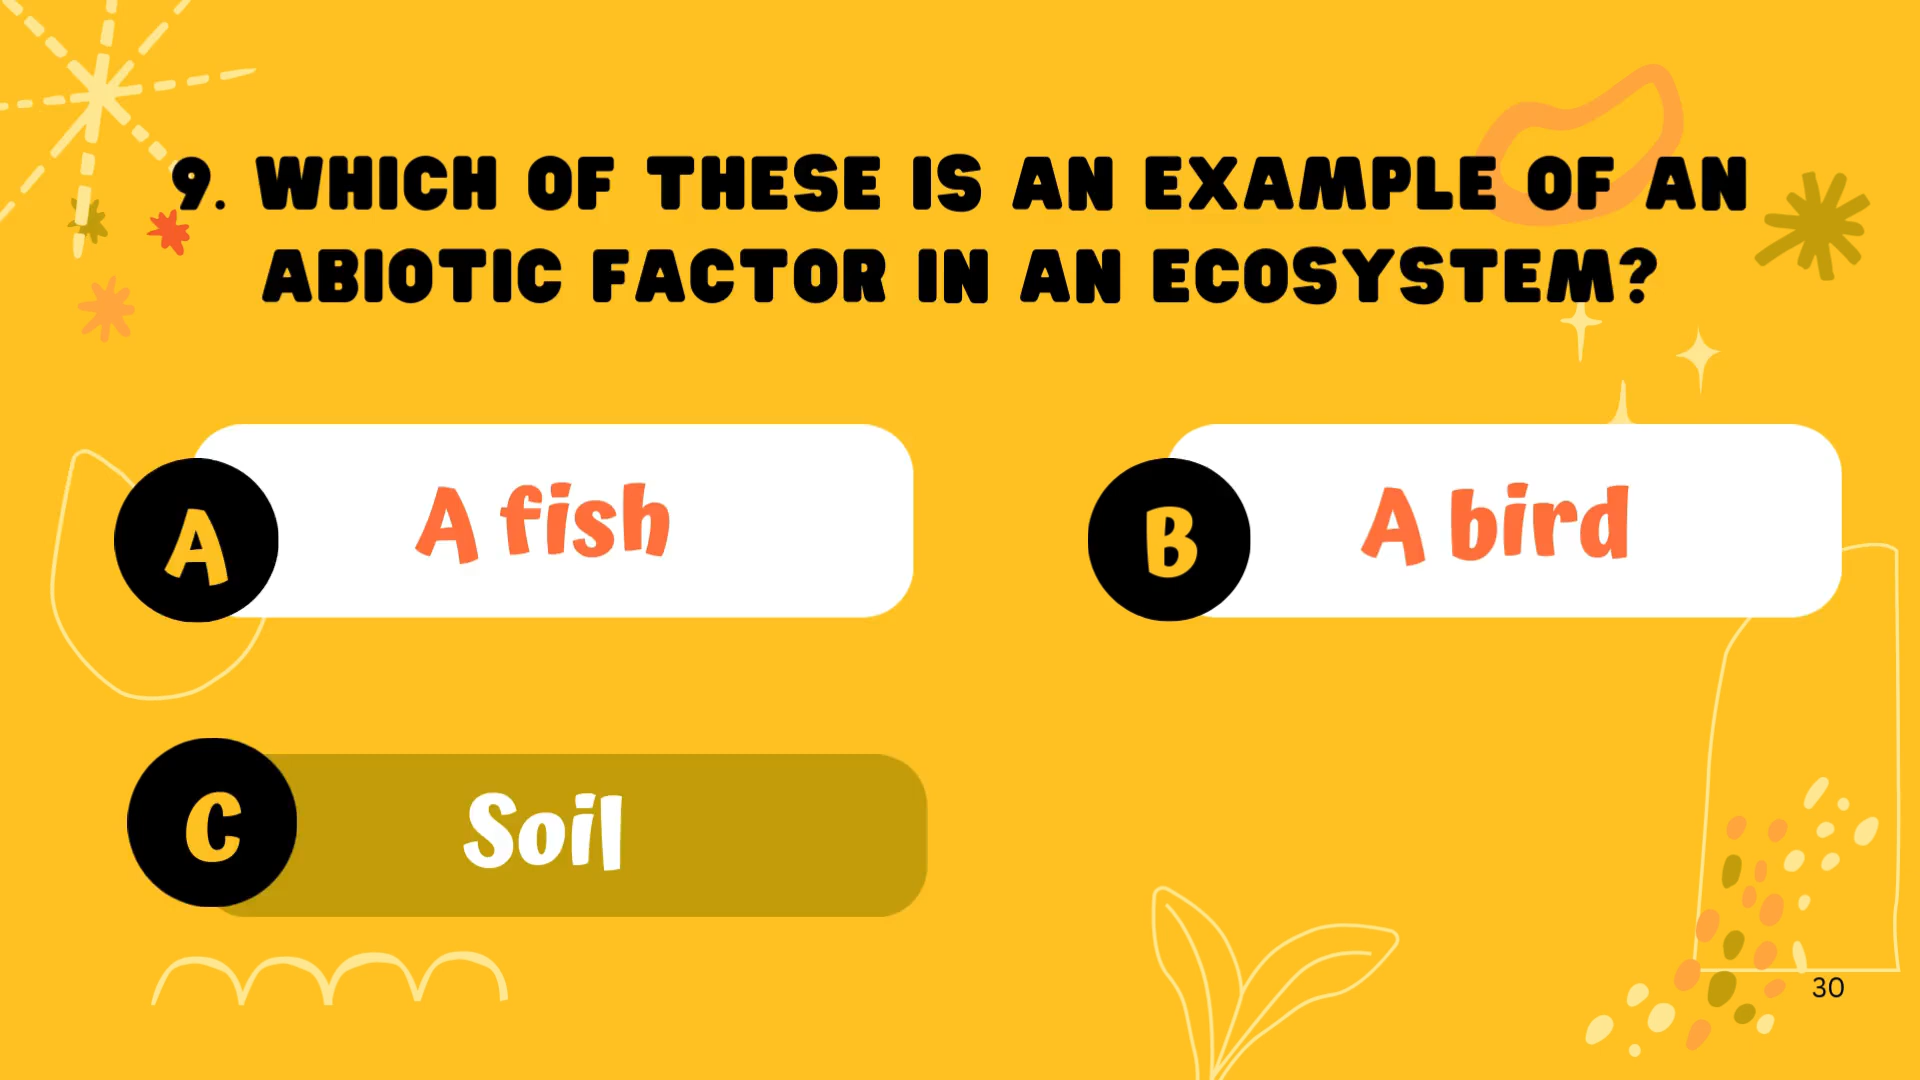 9. WHICH OF THESE IS AN EXAMPLE OF AN
ABIOTIC FACTOR IN AN ECOSYSTEM?
A A fish
B A bird
C Soil
30